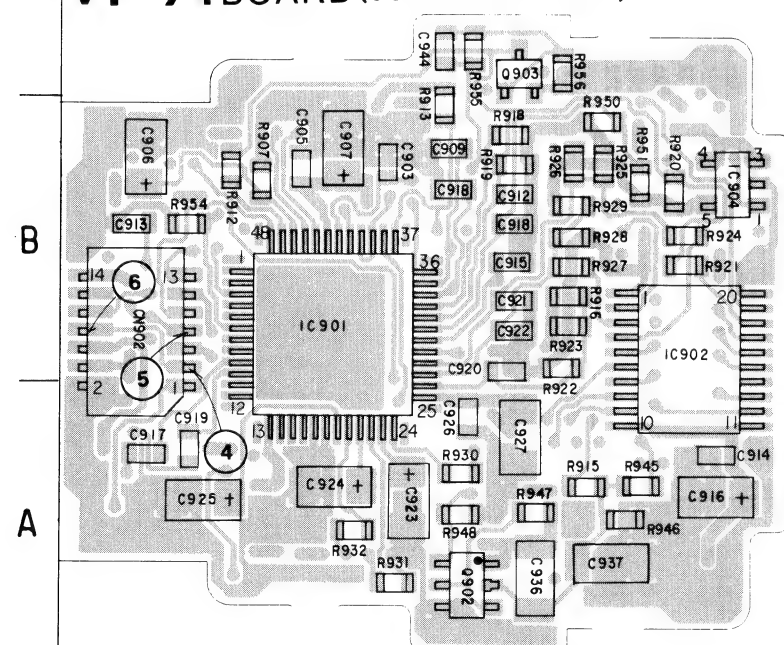 BOARD
C944
R955
Q903
R956
R913
R918
R950
C906
R907
C905
C907
C903
C909
R919
R926
R925
R951
R920
4
3
IC904
R912
C918
C912
R929
5
1
C913
R954
48
37
C918
R928
R924
B
14
13
1
36
C915
R927
R921
6
CN902
IC901
C921
R916
1
20
C922
R923
IC902
5
C920
R922
2
1
12
25
C926
C927
10
11
C917
C919
4
13
24
C914
R930
R915
R945
C925
C924
C923
C916
A
R932
R948
R947
R946
R931
Q902
C936
C937